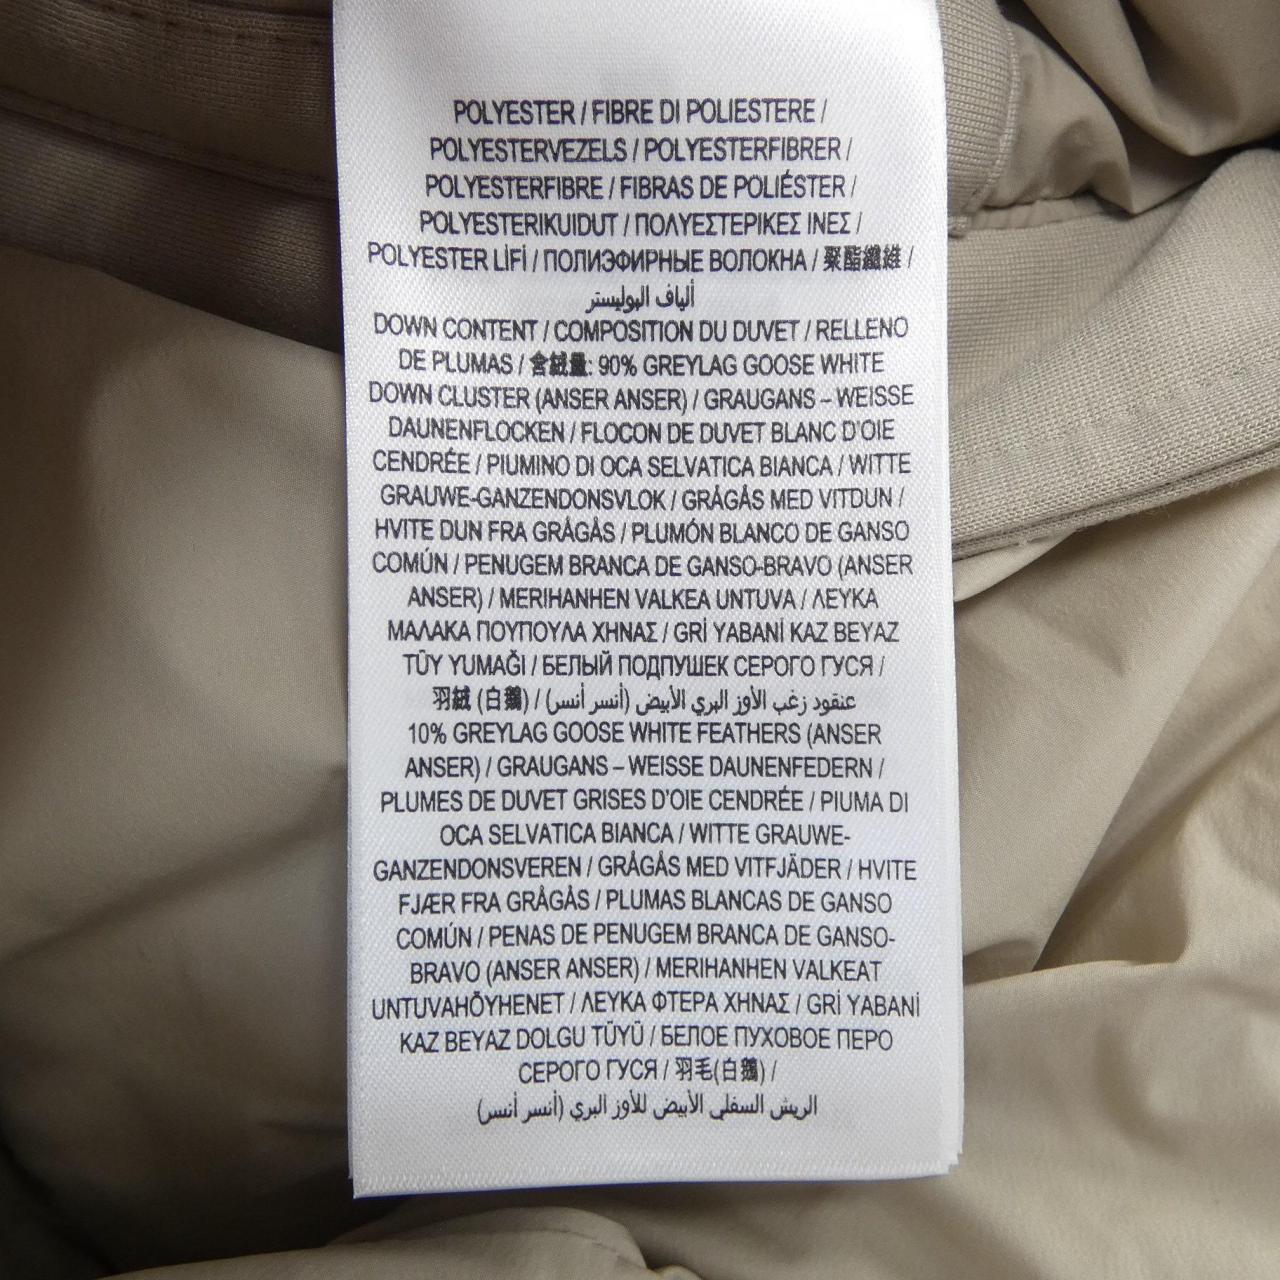 POLYESTER / FIBRE DI POLIESTERE /
POLYESTERVEZELS / POLYESTERFIBRER /
POLYESTERFIBRE / FIBRAS DE POLIÉSTER /
POLYESTERIKUIDUT / ΠΟΛΥΕΣΤΕΡΙΚΕΣ ΙΝΕΣ /
POLYESTER LİFİ / ПОЛИЭФИРНЫЕ ВОЛОКНА / 聚酯纖維 /
ألياف البوليستر
DOWN CONTENT / COMPOSITION DU DUVET / RELLENO
DE PLUMAS / 含絨量: 90% GREYLAG GOOSE WHITE
DOWN CLUSTER (ANSER ANSER) / GRAUGANS – WEISSE
DAUNENFLOCKEN / FLOCON DE DUVET BLANC D'OIE
CENDRÉE / PIUMINO DI OCA SELVATICA BIANCA / WITTE
GRAUWE-GANZENDONSVLOK / GRÅGÅS MED VITDUN /
HVITE DUN FRA GRÅGÅS / PLUMÓN BLANCO DE GANSO
COMÚN / PENUGEM BRANCA DE GANSO-BRAVO (ANSER
ANSER) / MERIHANHEN VALKEA UNTUVA / ΛΕΥΚΑ
ΜΑΛΑΚΑ ΠΟΥΠΟΥΛΑ ΧΗΝΑΣ / GRİ YABANİ KAZ BEYAZ
TÜY YUMAĞI / БЕЛЫЙ ПОДПУШЕК СЕРОГО ГУСЯ /
羽絨 (白鵝) / عنقود زغب الأوز البري الأبيض (أنسر أنسر)
10% GREYLAG GOOSE WHITE FEATHERS (ANSER
ANSER) / GRAUGANS – WEISSE DAUNENFEDERN /
PLUMES DE DUVET GRISES D'OIE CENDRÉE / PIUMA DI
OCA SELVATICA BIANCA / WITTE GRAUWE-
GANZENDONSVEREN / GRÅGÅS MED VITFJÄDER / HVITE
FJÆR FRA GRÅGÅS / PLUMAS BLANCAS DE GANSO
COMÚN / PENAS DE PENUGEM BRANCA DE GANSO-
BRAVO (ANSER ANSER) / MERIHANHEN VALKEAT
UNTUVAHÖYHENET / ΛΕΥΚΑ ΦΤΕΡΑ ΧΗΝΑΣ / GRİ YABANİ
KAZ BEYAZ DOLGU TÜYÜ / БЕЛОЕ ПУХОВОЕ ПЕРО
СЕРОГО ГУСЯ / 羽毛(白鵝) /
الريش السفلي الأبيض للأوز البري (أنسر أنسر)